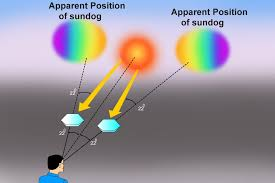 Apparent Position
of sundog
Apparent Position
of sundog